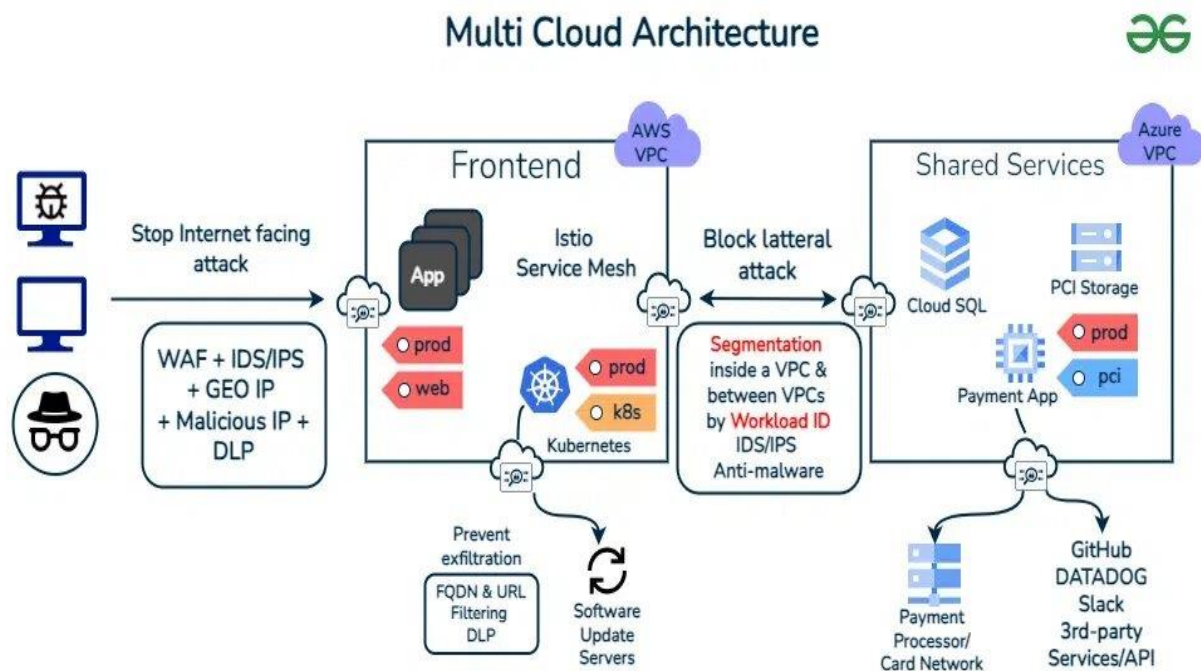 Multi Cloud Architecture
AWS
VPC
Azure
VPC
Frontend
Shared Services
Stop Internet facing
attack
App
Istio
Service Mesh
Block latteral
attack
Cloud SQL
PCI Storage
WAF + IDS/IPS
+ GEO IP
+ Malicious IP +
DLP
prod
web
prod
k8s
Kubernetes
Segmentation
inside a VPC &
between VPCs
by Workload ID
IDS/IPS
Anti-malware
Payment App
prod
pci
Prevent
exfiltration
FQDN & URL
Filtering
DLP
Software
Update
Servers
Payment
Processor/
Card Network
GitHub
DATADOG
Slack
3rd-party
Services/API